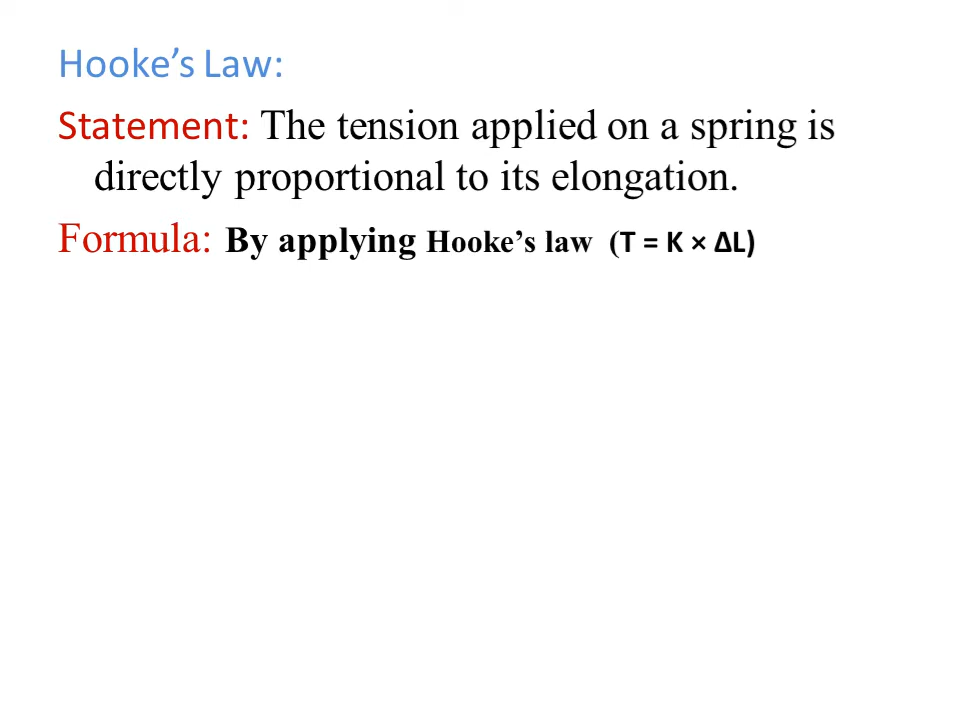 Hooke’s Law:
Statement: The tension applied on a spring is
directly proportional to its elongation.
Formula: By applying Hooke’s law (T = K × ΔL)